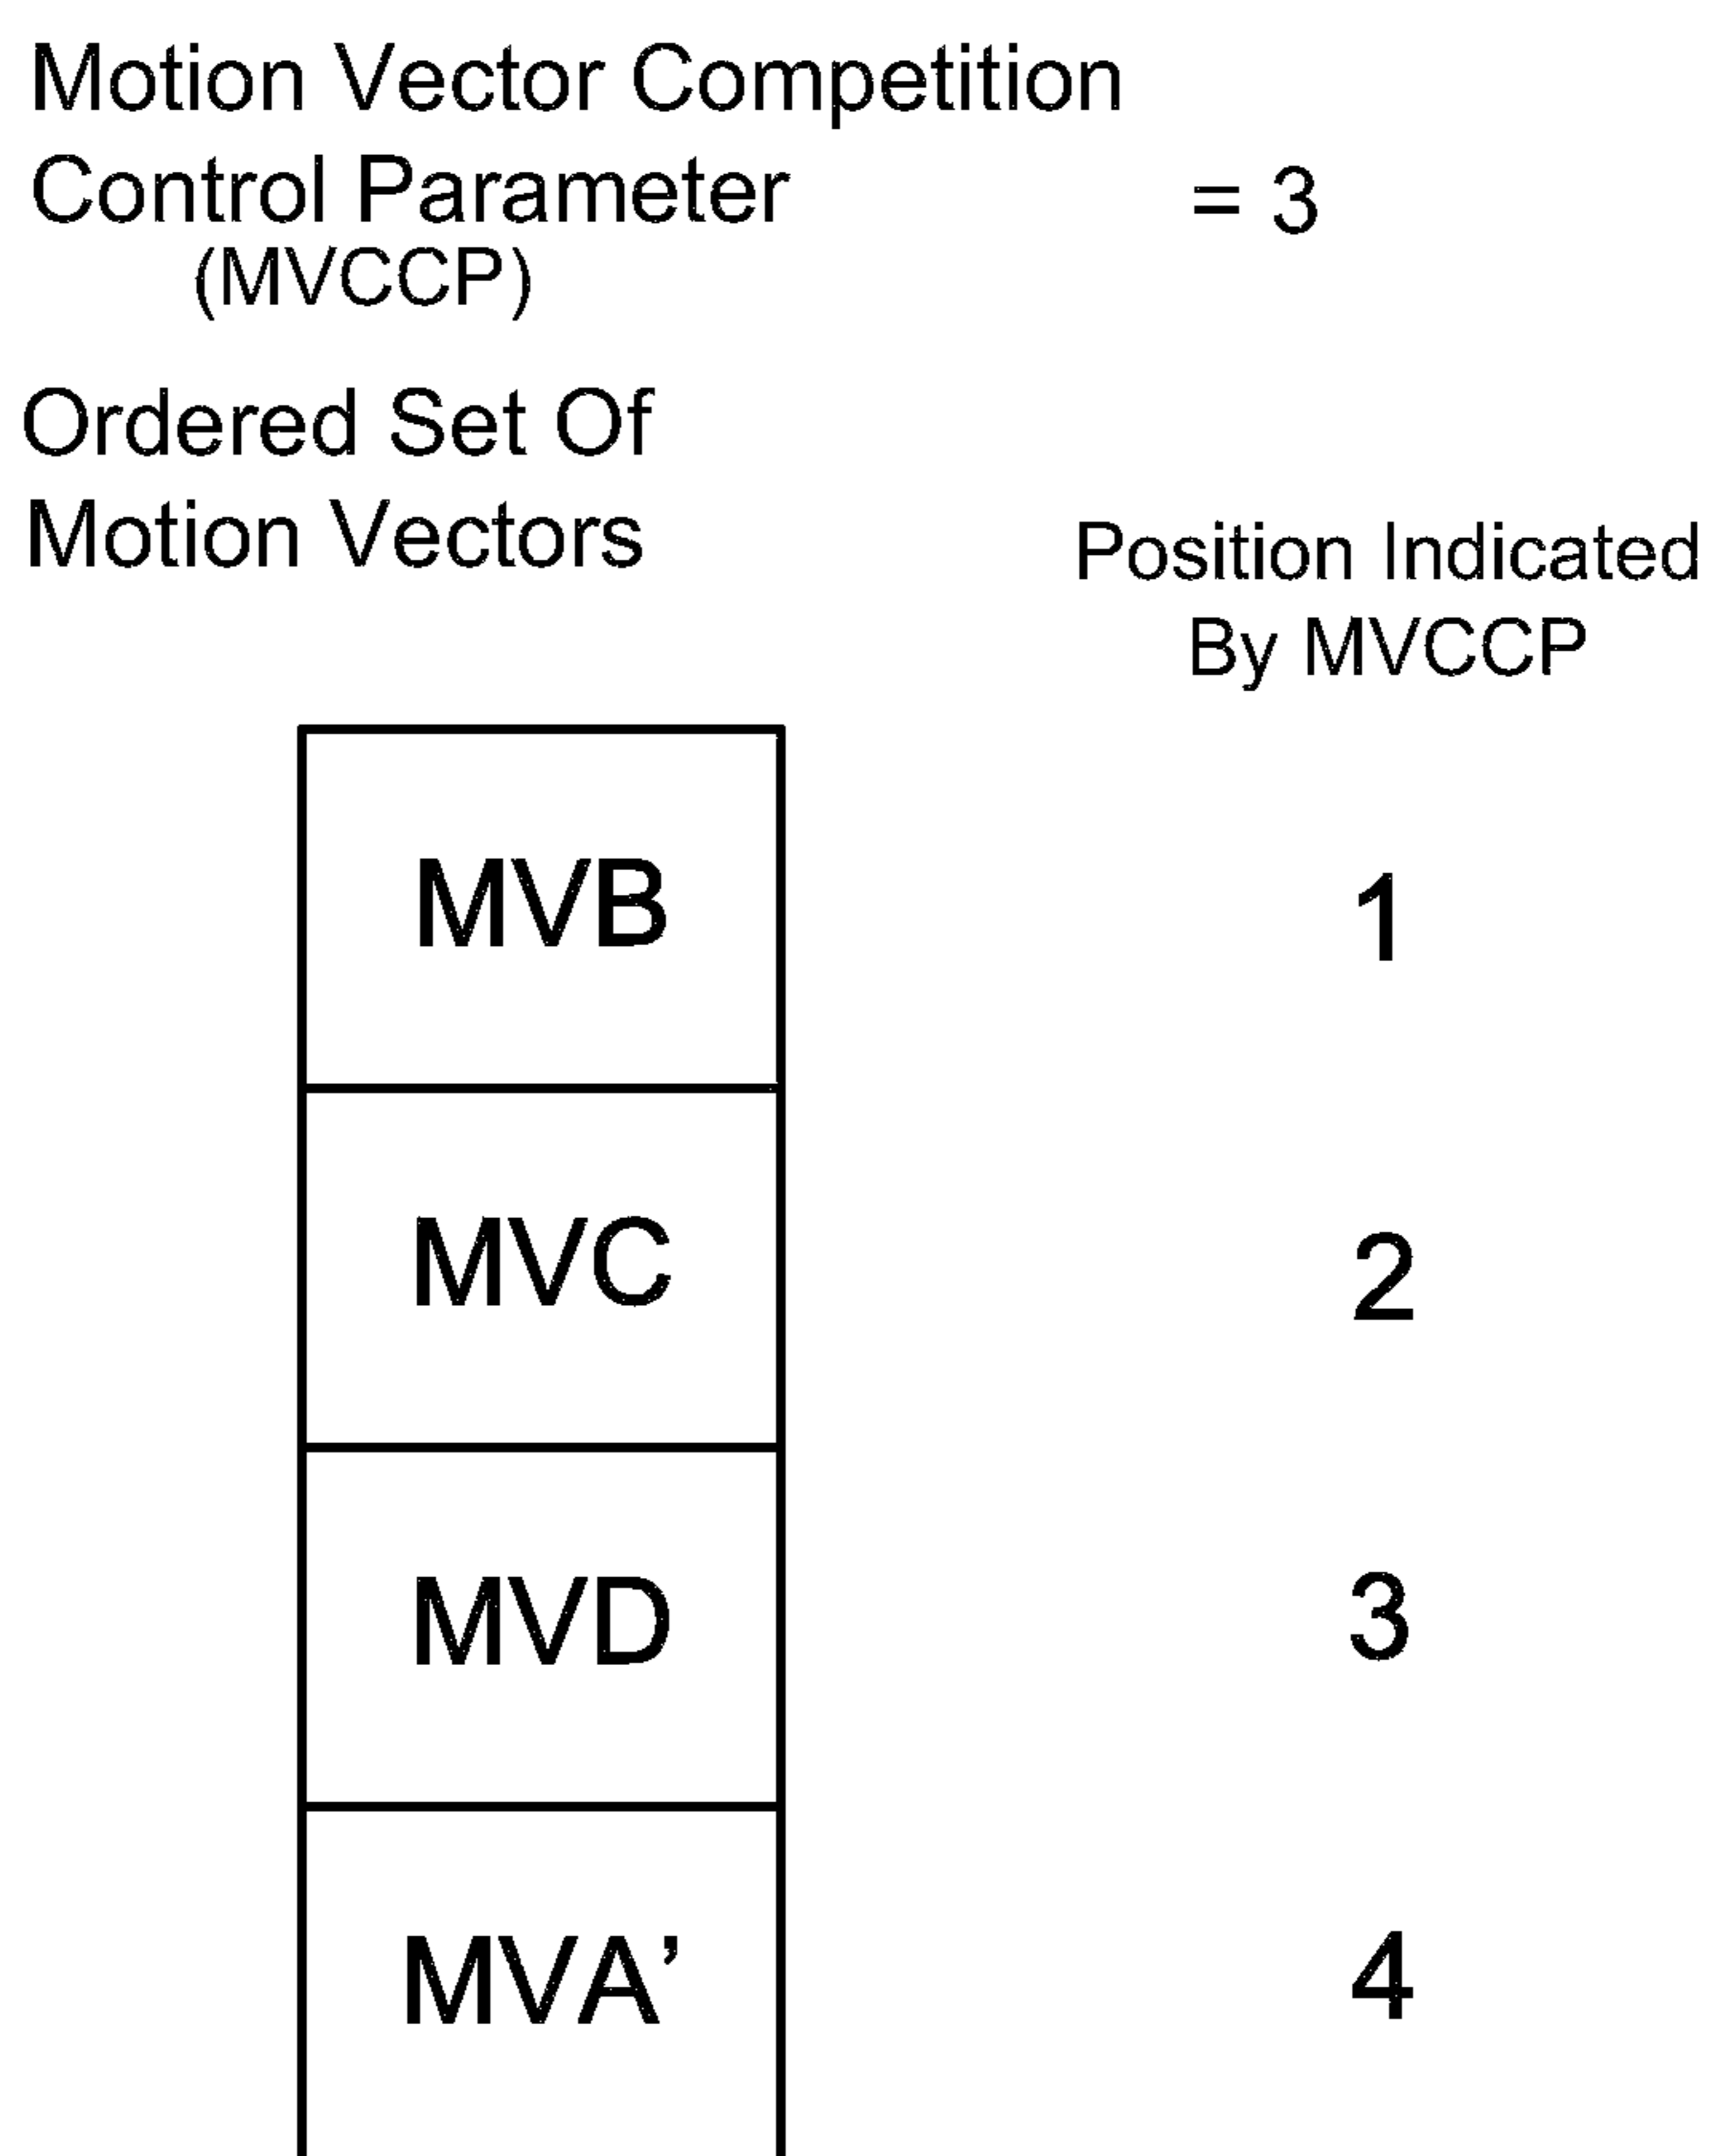 Motion Vector Competition
Control Parameter = 3
(MVCCP)
Ordered Set Of
Motion Vectors
Position Indicated
By MVCCP
MVB 1
MVC 2
MVD 3
MVA’ 4